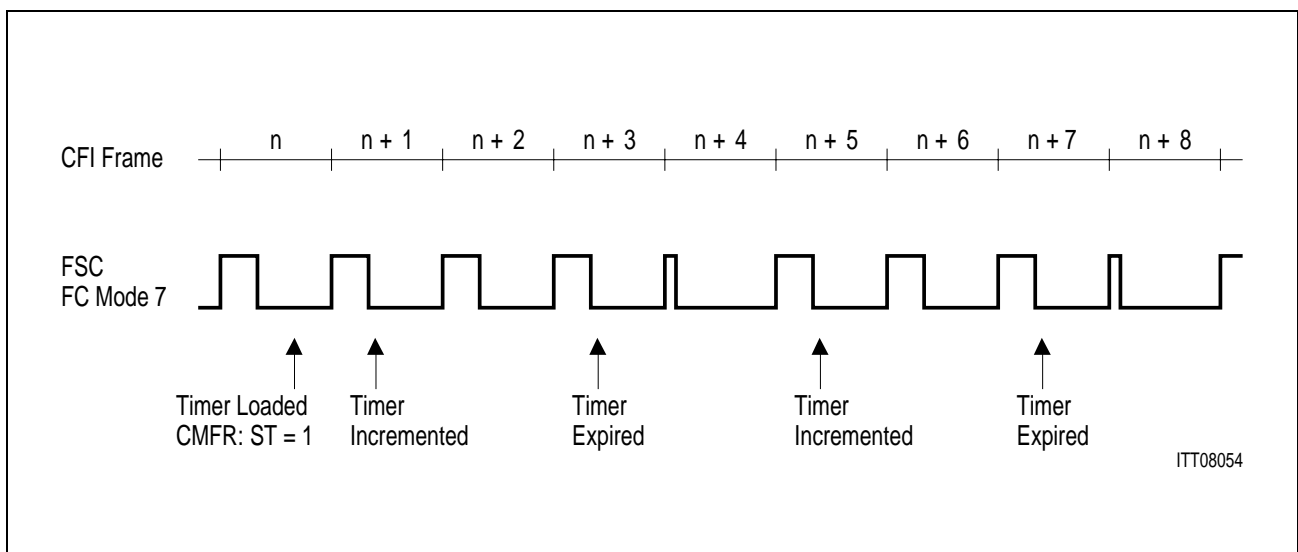 n n + 1 n + 2 n + 3 n + 4 n + 5 n + 6 n + 7 n + 8
CFI Frame
FSC
FC Mode 7
Timer Loaded
CMFR: ST = 1
Timer
Incremented
Timer
Expired
Timer
Incremented
Timer
Expired
ITT08054